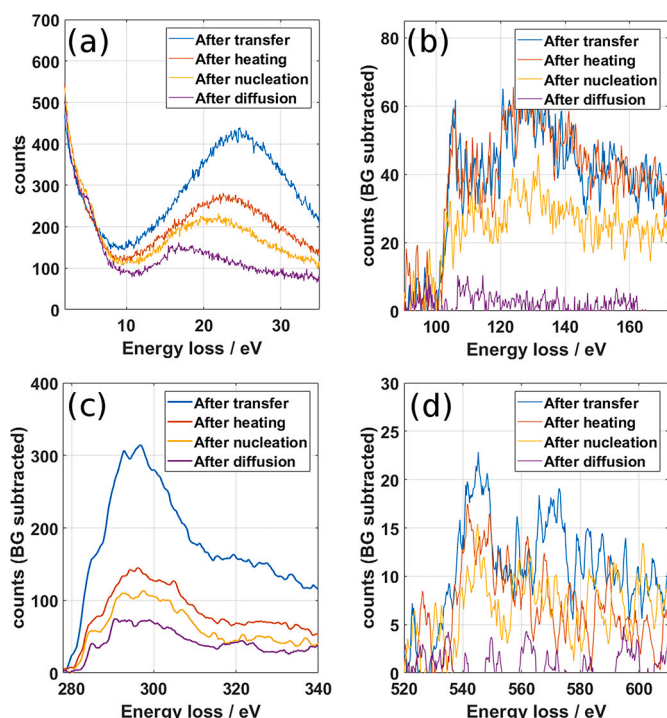 (a)
700
600
500
400
300
200
100
0
counts
After transfer
After heating
After nucleation
After diffusion
10
20
30
Energy loss / eV
(b)
80
60
40
20
0
counts (BG subtracted)
After transfer
After heating
After nucleation
After diffusion
100
120
140
160
Energy loss / eV
(c)
400
300
200
100
0
counts (BG subtracted)
After transfer
After heating
After nucleation
After diffusion
280
300
320
340
Energy loss / eV
(d)
30
25
20
15
10
5
0
counts (BG subtracted)
After transfer
After heating
After nucleation
After diffusion
520
540
560
580
600
Energy loss / eV